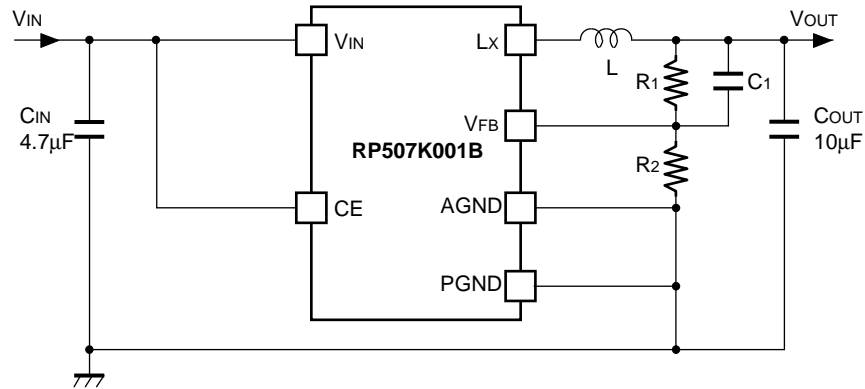 VIN
VIN
LX
VOUT
L
R1
C1
CIN
4.7μF
VFB
COUT
10μF
RP507K001B
R2
CE
AGND
PGND